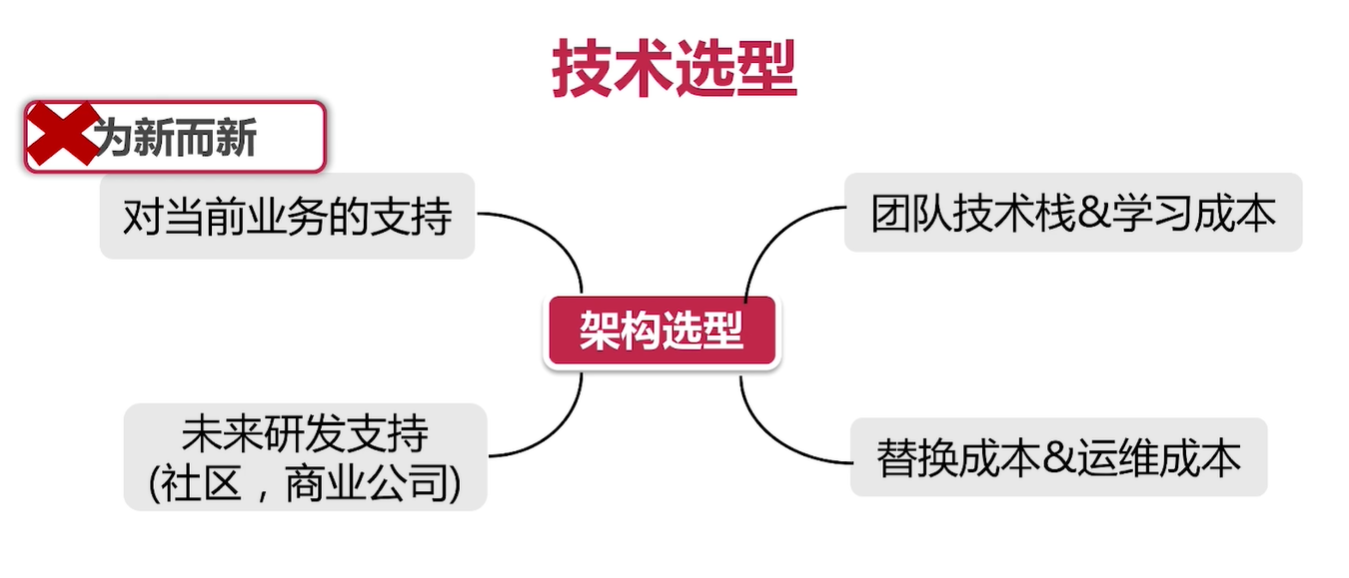 技术选型
为新而新
对当前业务的支持
团队技术栈&学习成本
架构选型
未来研发支持
(社区，商业公司)
替换成本&运维成本